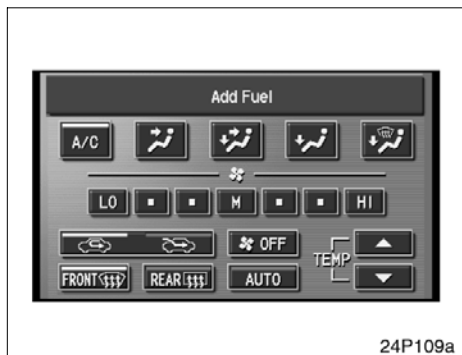 Add Fuel
A/C
LO M HI
OFF
TEMP
FRONT REAR AUTO
24P109a